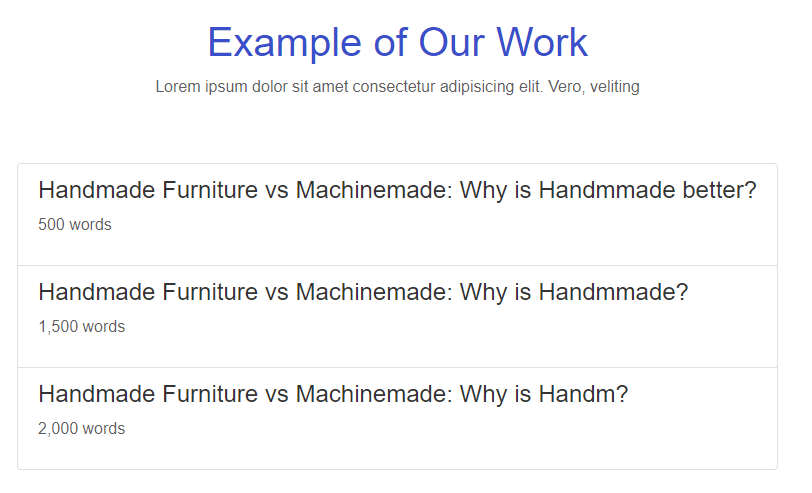 Example of Our Work
Lorem ipsum dolor sit amet consectetur adipisicing elit. Vero, veliting
Handmade Furniture vs Machinemade: Why is Handmmade better?
500 words
Handmade Furniture vs Machinemade: Why is Handmmade?
1,500 words
Handmade Furniture vs Machinemade: Why is Handm?
2,000 words